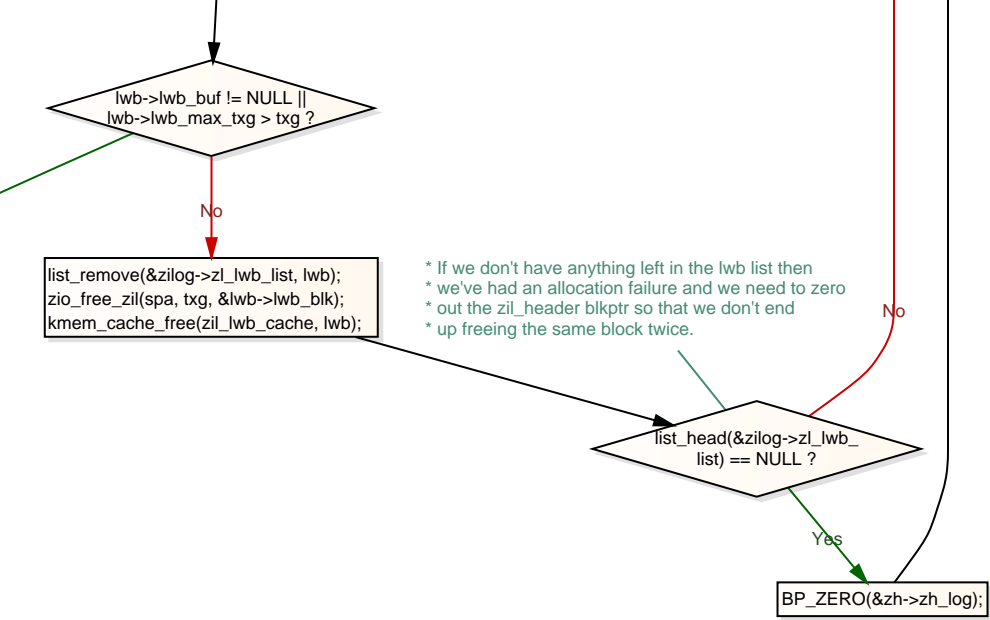 lwb->lwb_buf != NULL ||
lwb->lwb_max_txg > txg ?
No
list_remove(&zilog->zl_lwb_list, lwb);
zio_free_zil(spa, txg, &lwb->lwb_blk);
kmem_cache_free(zil_lwb_cache, lwb);
* If we don't have anything left in the lwb list then
* we've had an allocation failure and we need to zero
* out the zil_header blkptr so that we don't end
* up freeing the same block twice.
No
list_head(&zilog->zl_lwb_
list) == NULL ?
Yes
BP_ZERO(&zh->zh_log);